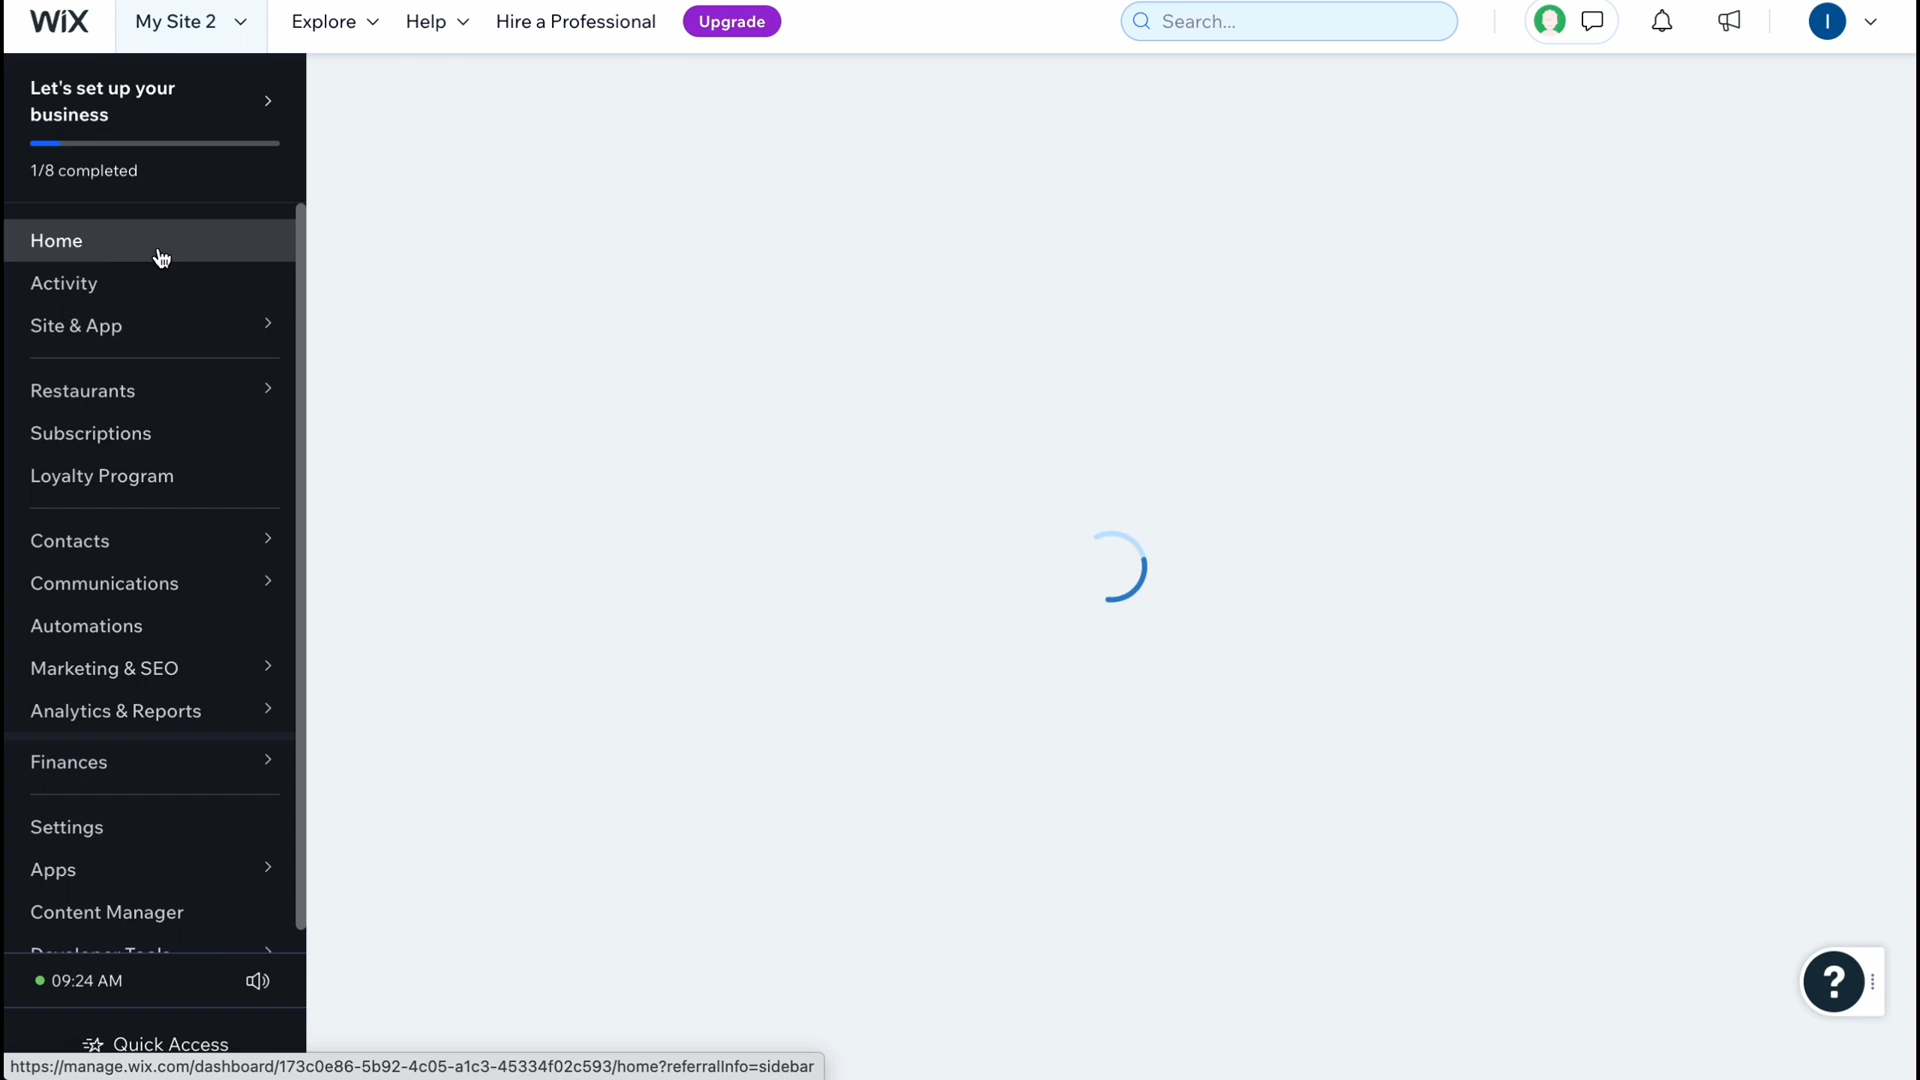 WiX
My Site 2
Explore
Help
Hire a Professional
Upgrade
Search...
I
Let's set up your
business
1/8 completed
Home
Activity
Site & App
Restaurants
Subscriptions
Loyalty Program
Contacts
Communications
Automations
Marketing & SEO
Analytics & Reports
Finances
Settings
Apps
Content Manager
Developer Tools
09:24 AM
?
Quick Access
https://manage.wix.com/dashboard/173c0e86-5b92-4c05-a1c3-45334f02c593/home?referralInfo=sidebar